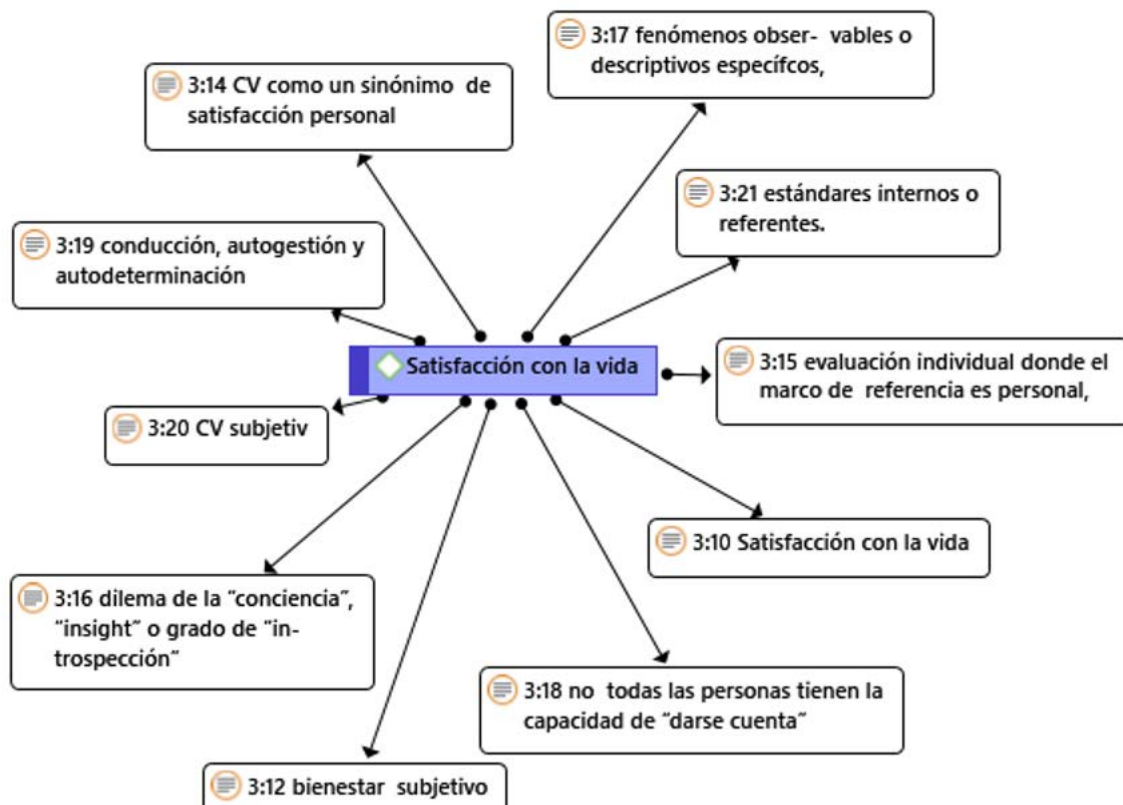 3:17 fenómenos obser- vables o
descriptivos específcos,
3:14 CV como un sinónimo de
satisfacción personal
3:21 estándares internos o
referentes.
3:19 conducción, autogestión y
autodeterminación
Satisfacción con la vida
3:15 evaluación individual donde el
marco de referencia es personal,
3:20 CV subjetiv
3:10 Satisfacción con la vida
3:16 dilema de la “conciencia”,
“insight” o grado de “in-
trospección”
3:18 no todas las personas tienen la
capacidad de “darse cuenta”
3:12 bienestar subjetivo